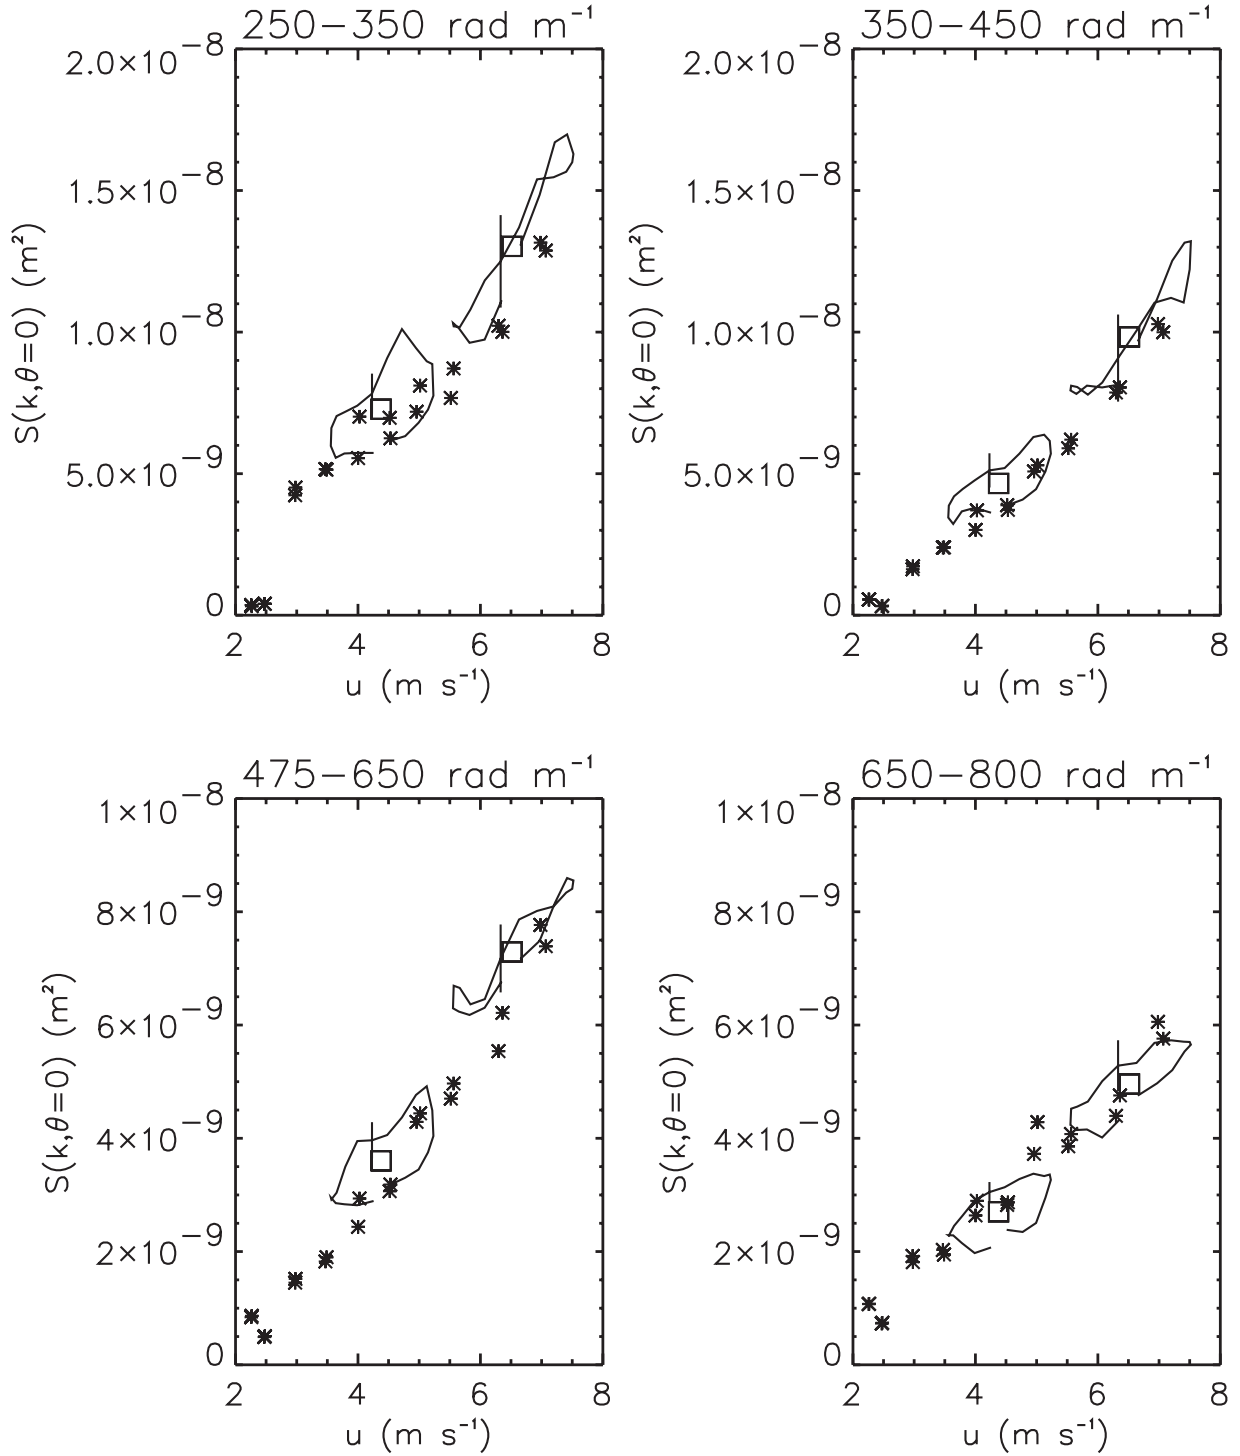 250−350 rad m⁻¹
2.0×10⁻⁸
1.5×10⁻⁸
1.0×10⁻⁸
5.0×10⁻⁹
0
S(k,θ=0) (m²)
2 4 6 8
u (m s⁻¹)
350−450 rad m⁻¹
2.0×10⁻⁸
1.5×10⁻⁸
1.0×10⁻⁸
5.0×10⁻⁹
0
S(k,θ=0) (m²)
2 4 6 8
u (m s⁻¹)
475−650 rad m⁻¹
1×10⁻⁸
8×10⁻⁹
6×10⁻⁹
4×10⁻⁹
2×10⁻⁹
0
S(k,θ=0) (m²)
2 4 6 8
u (m s⁻¹)
650−800 rad m⁻¹
1×10⁻⁸
8×10⁻⁹
6×10⁻⁹
4×10⁻⁹
2×10⁻⁹
0
S(k,θ=0) (m²)
2 4 6 8
u (m s⁻¹)